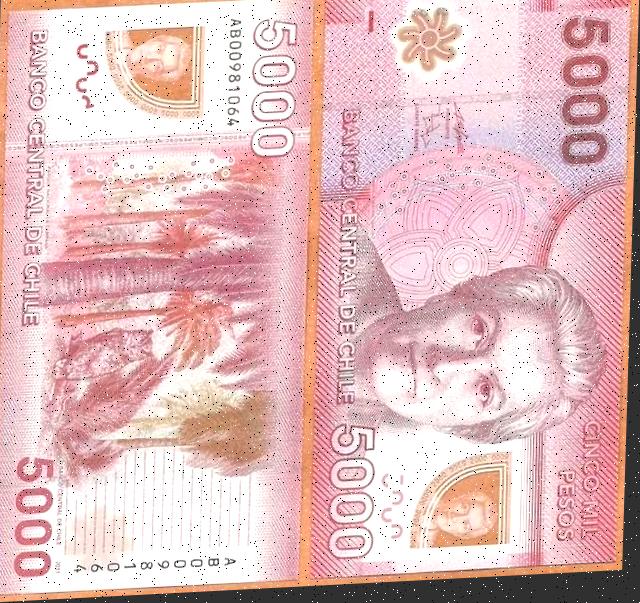 5000
AB00981064
BANCO CENTRAL DE CHILE
5000
AB00981064
5000
BANCO CENTRAL DE CHILE
5000
CINCO MIL
PESOS